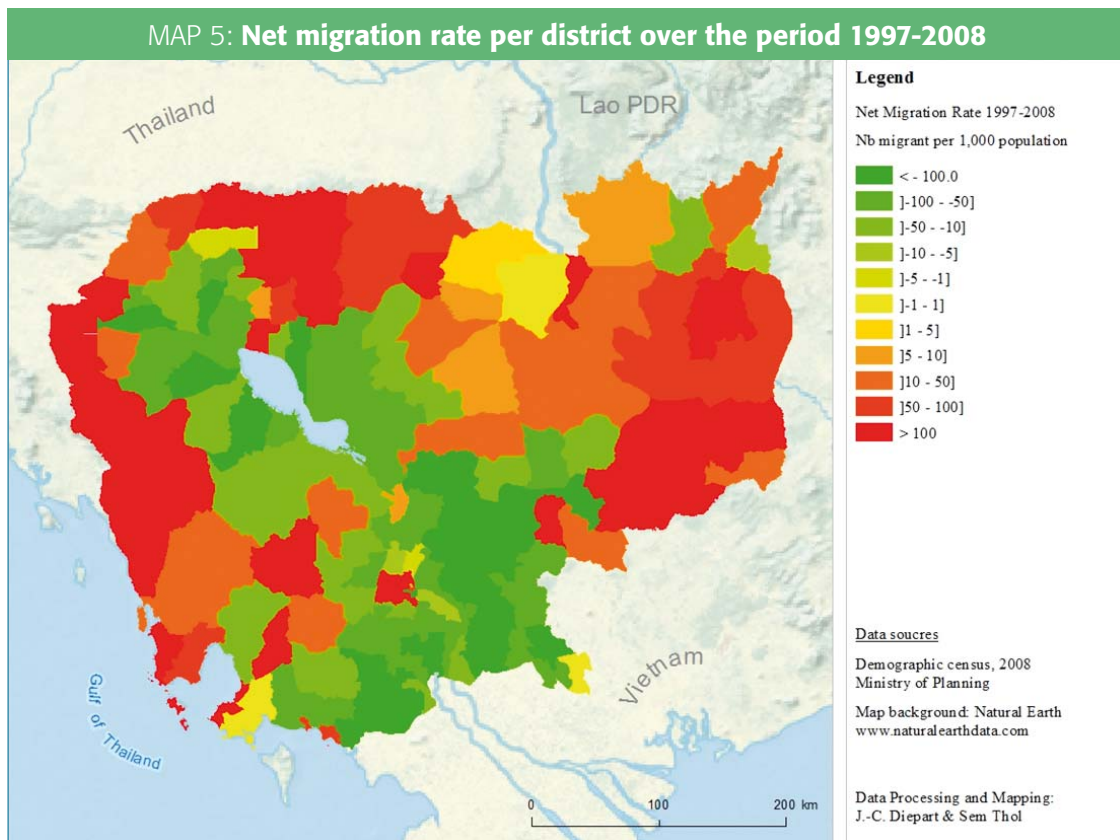 MAP 5: Net migration rate per district over the period 1997-2008
Thailand
Lao PDR
Vietnam
Gulf of Thailand
0 100 200 km
Legend
Net Migration Rate 1997-2008
Nb migrant per 1,000 population
< - 100.0
]-100 - -50]
]-50 - -10]
]-10 - -5]
]-5 - -1]
]-1 - 1]
]1 - 5]
]5 - 10]
]10 - 50]
]50 - 100]
> 100
Data soucres
Demographic census, 2008
Ministry of Planning
Map background: Natural Earth
www.naturalearthdata.com
Data Processing and Mapping:
J.-C. Diepart & Sem Thol